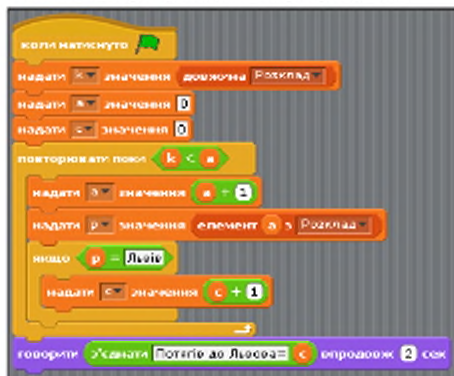 коли натиснуто
надати k значення довжина Розклад
надати a значення 0
надати c значення 0
повторювати поки k < a
надати a значення a + 1
надати p значення елемент a з Розклад
якщо p = Львів
надати c значення c + 1
говорити з'єднати Потягів до Львова= c впродовж 2 сек